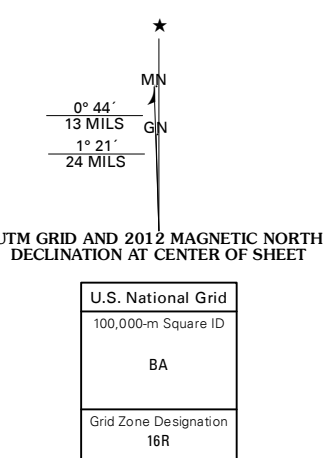 ★
MN
0° 44´
13 MILS
GN
1° 21´
24 MILS
UTM GRID AND 2012 MAGNETIC NORTH
DECLINATION AT CENTER OF SHEET
U.S. National Grid
100,000-m Square ID
BA
Grid Zone Designation
16R